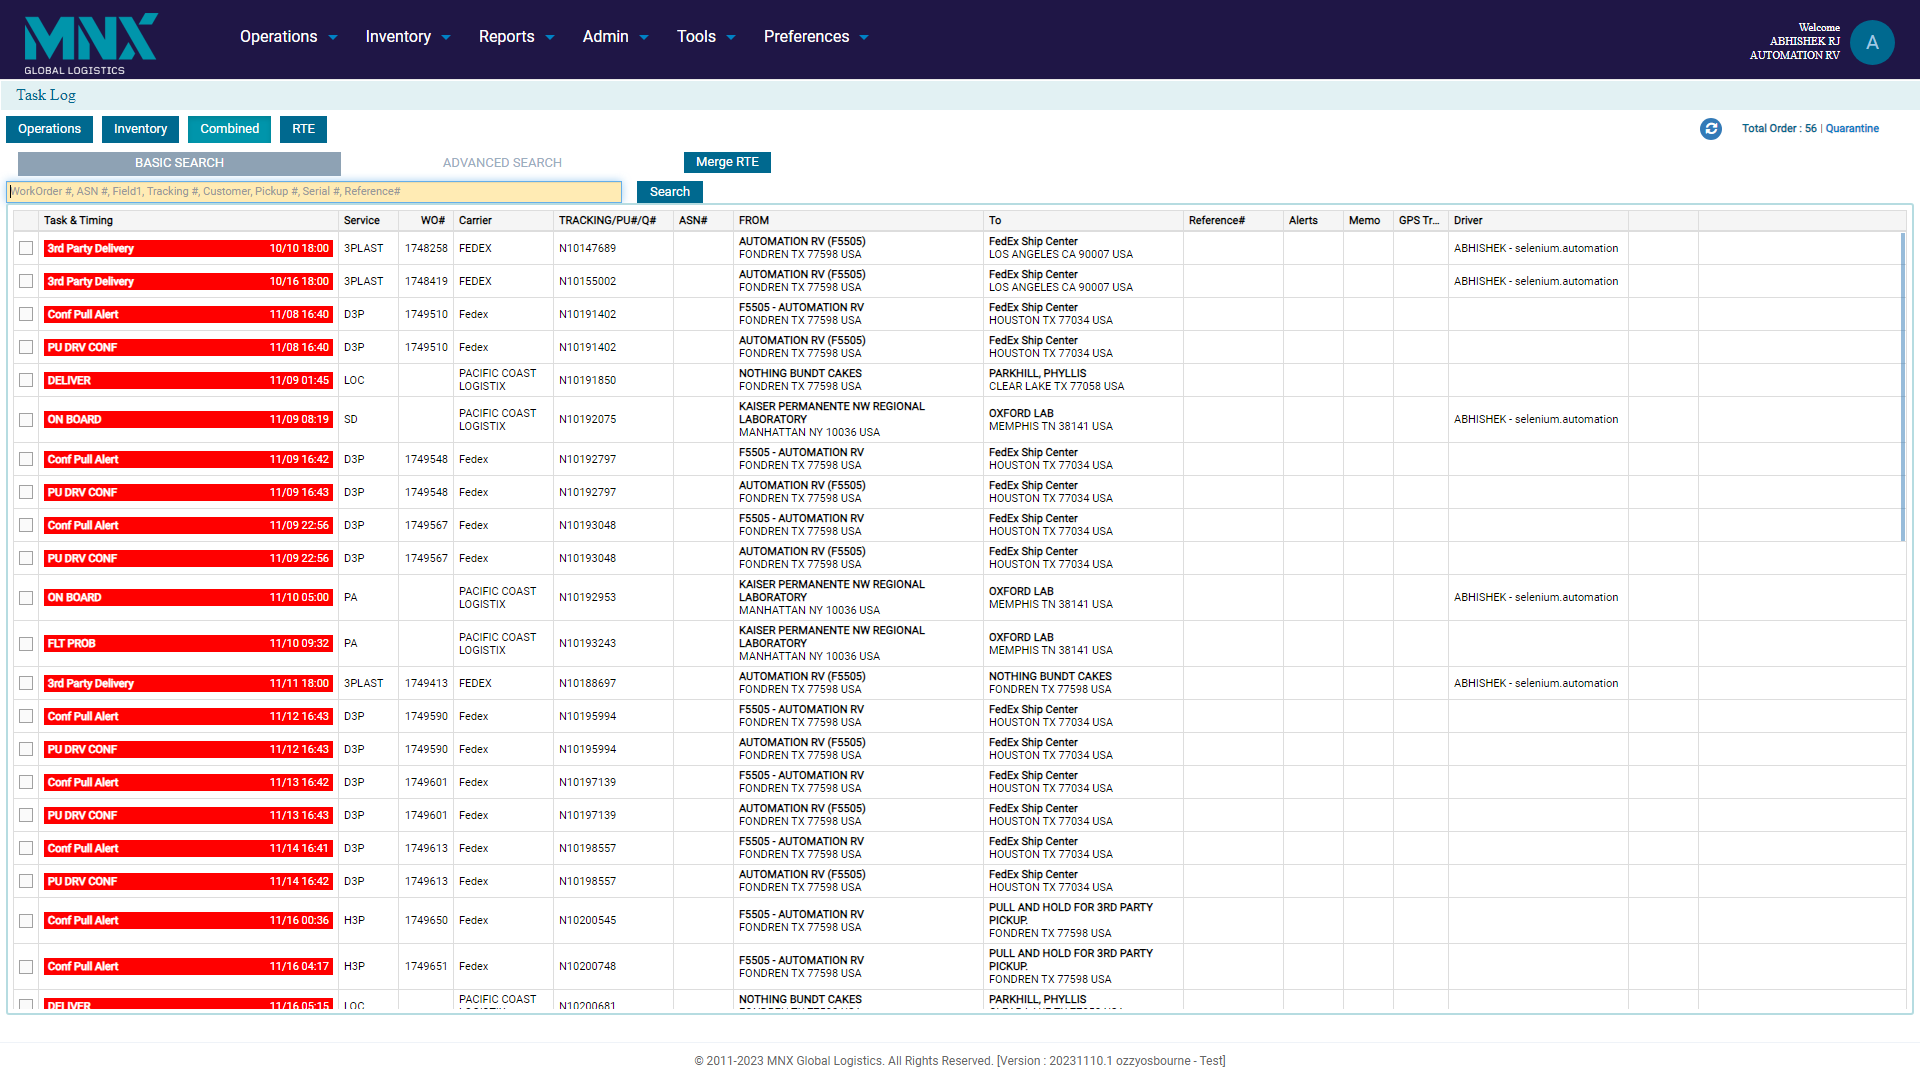 MNX
GLOBAL LOGISTICS
Operations Inventory Reports Admin Tools Preferences
Welcome
ABHISHEK RJ
AUTOMATION RV
A
Task Log
Operations Inventory Combined RTE
Total Order : 56 | Quarantine
BASIC SEARCH ADVANCED SEARCH Merge RTE
WorkOrder #, ASN #, Field1, Tracking #, Customer, Pickup #, Serial #, Reference# Search
Task & Timing Service WO# Carrier TRACKING/PU#/Q# ASN# FROM To Reference# Alerts Memo GPS Tr... Driver
3rd Party Delivery 10/10 18:00 3PLAST 1748258 FEDEX N10147689 AUTOMATION RV (F5505) FONDREN TX 77598 USA FedEx Ship Center LOS ANGELES CA 90007 USA ABHISHEK - selenium.automation
3rd Party Delivery 10/16 18:00 3PLAST 1748419 FEDEX N10155002 AUTOMATION RV (F5505) FONDREN TX 77598 USA FedEx Ship Center LOS ANGELES CA 90007 USA ABHISHEK - selenium.automation
Conf Pull Alert 11/08 16:40 D3P 1749510 Fedex N10191402 F5505 - AUTOMATION RV FONDREN TX 77598 USA FedEx Ship Center HOUSTON TX 77034 USA
PU DRV CONF 11/08 16:40 D3P 1749510 Fedex N10191402 AUTOMATION RV (F5505) FONDREN TX 77598 USA FedEx Ship Center HOUSTON TX 77034 USA
DELIVER 11/09 01:45 LOC PACIFIC COAST LOGISTIX N10191850 NOTHING BUNDT CAKES FONDREN TX 77598 USA PARKHILL, PHYLLIS CLEAR LAKE TX 77058 USA
ON BOARD 11/09 08:19 SD PACIFIC COAST LOGISTIX N10192075 KAISER PERMANENTE NW REGIONAL LABORATORY MANHATTAN NY 10036 USA OXFORD LAB MEMPHIS TN 38141 USA ABHISHEK - selenium.automation
Conf Pull Alert 11/09 16:42 D3P 1749548 Fedex N10192797 F5505 - AUTOMATION RV FONDREN TX 77598 USA FedEx Ship Center HOUSTON TX 77034 USA
PU DRV CONF 11/09 16:43 D3P 1749548 Fedex N10192797 AUTOMATION RV (F5505) FONDREN TX 77598 USA FedEx Ship Center HOUSTON TX 77034 USA
Conf Pull Alert 11/09 22:56 D3P 1749567 Fedex N10193048 F5505 - AUTOMATION RV FONDREN TX 77598 USA FedEx Ship Center HOUSTON TX 77034 USA
PU DRV CONF 11/09 22:56 D3P 1749567 Fedex N10193048 AUTOMATION RV (F5505) FONDREN TX 77598 USA FedEx Ship Center HOUSTON TX 77034 USA
ON BOARD 11/10 05:00 PA PACIFIC COAST LOGISTIX N10192953 KAISER PERMANENTE NW REGIONAL LABORATORY MANHATTAN NY 10036 USA OXFORD LAB MEMPHIS TN 38141 USA ABHISHEK - selenium.automation
FLT PROB 11/10 09:32 PA PACIFIC COAST LOGISTIX N10193243 KAISER PERMANENTE NW REGIONAL LABORATORY MANHATTAN NY 10036 USA OXFORD LAB MEMPHIS TN 38141 USA
3rd Party Delivery 11/11 18:00 3PLAST 1749413 FEDEX N10188697 AUTOMATION RV (F5505) FONDREN TX 77598 USA NOTHING BUNDT CAKES FONDREN TX 77598 USA ABHISHEK - selenium.automation
Conf Pull Alert 11/12 16:43 D3P 1749590 Fedex N10195994 F5505 - AUTOMATION RV FONDREN TX 77598 USA FedEx Ship Center HOUSTON TX 77034 USA
PU DRV CONF 11/12 16:43 D3P 1749590 Fedex N10195994 AUTOMATION RV (F5505) FONDREN TX 77598 USA FedEx Ship Center HOUSTON TX 77034 USA
Conf Pull Alert 11/13 16:42 D3P 1749601 Fedex N10197139 F5505 - AUTOMATION RV FONDREN TX 77598 USA FedEx Ship Center HOUSTON TX 77034 USA
PU DRV CONF 11/13 16:43 D3P 1749601 Fedex N10197139 AUTOMATION RV (F5505) FONDREN TX 77598 USA FedEx Ship Center HOUSTON TX 77034 USA
Conf Pull Alert 11/14 16:41 D3P 1749613 Fedex N10198557 F5505 - AUTOMATION RV FONDREN TX 77598 USA FedEx Ship Center HOUSTON TX 77034 USA
PU DRV CONF 11/14 16:42 D3P 1749613 Fedex N10198557 AUTOMATION RV (F5505) FONDREN TX 77598 USA FedEx Ship Center HOUSTON TX 77034 USA
Conf Pull Alert 11/16 00:36 H3P 1749650 Fedex N10200545 F5505 - AUTOMATION RV FONDREN TX 77598 USA PULL AND HOLD FOR 3RD PARTY PICKUP. FONDREN TX 77598 USA
Conf Pull Alert 11/16 04:17 H3P 1749651 Fedex N10200748 F5505 - AUTOMATION RV FONDREN TX 77598 USA PULL AND HOLD FOR 3RD PARTY PICKUP. FONDREN TX 77598 USA
DELIVER 11/16 05:15 LOC PACIFIC COAST N10200681 NOTHING BUNDT CAKES PARKHILL, PHYLLIS
© 2011-2023 MNX Global Logistics. All Rights Reserved. [Version : 20231110.1 ozzyosbourne - Test]